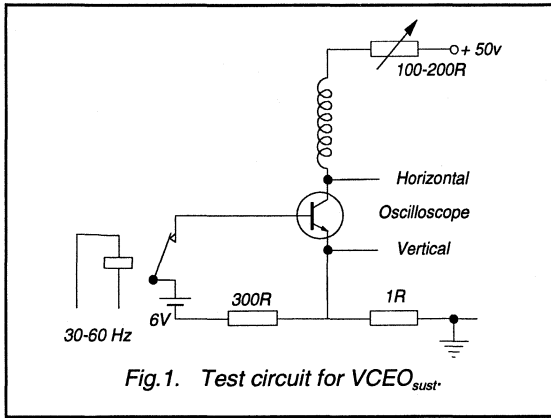 + 50v
100-200R
Horizontal
Oscilloscope
Vertical
300R
1R
6V
30-60 Hz
Fig.1. Test circuit for VCEOsust.